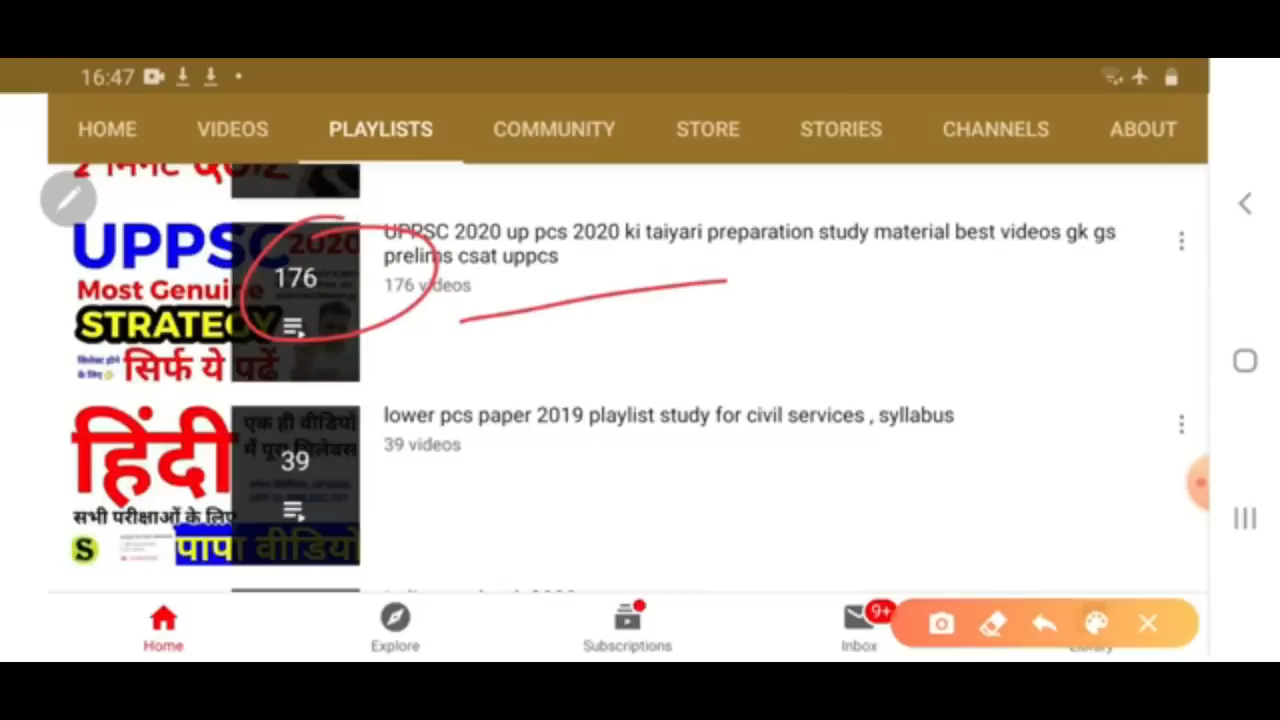 16:47
HOME VIDEOS PLAYLISTS COMMUNITY STORE STORIES CHANNELS ABOUT
2 मिनट
UPPSC 2020
Most Genuine
STRATEGY
सिर्फ ये पढ़ें
176
UPPSC 2020 up pcs 2020 ki taiyari preparation study material best videos gk gs
prelims csat uppcs
176 videos
हिंदी
एक ही वीडियो
में पूरा सिलेबस
सभी परीक्षाओं के लिए
S
पापा वीडियो
39
lower pcs paper 2019 playlist study for civil services , syllabus
39 videos
Home Explore Subscriptions Inbox Library
9+